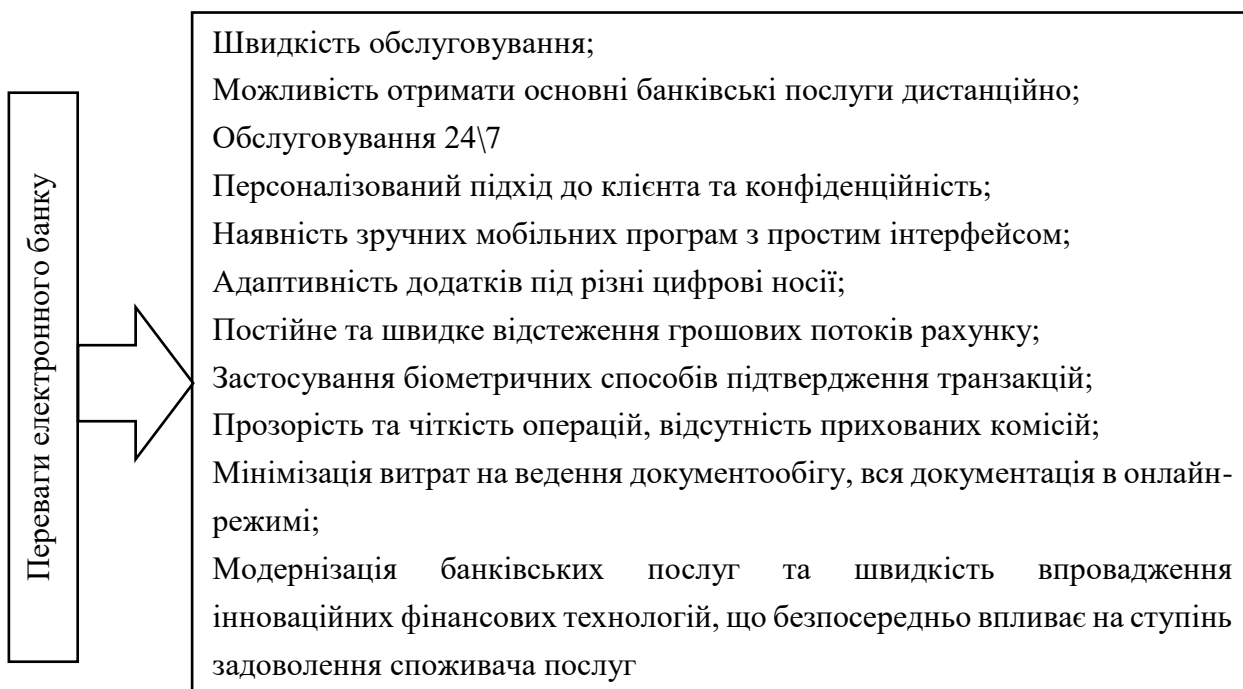 Переваги електронного банку
Швидкість обслуговування;
Можливість отримати основні банківські послуги дистанційно;
Обслуговування 24\7
Персоналізований підхід до клієнта та конфіденційність;
Наявність зручних мобільних програм з простим інтерфейсом;
Адаптивність додатків під різні цифрові носії;
Постійне та швидке відстеження грошових потоків рахунку;
Застосування біометричних способів підтвердження транзакцій;
Прозорість та чіткість операцій, відсутність прихованих комісій;
Мінімізація витрат на ведення документообігу, вся документація в онлайн-
режимі;
Модернізація банківських послуг та швидкість впровадження
інноваційних фінансових технологій, що безпосередньо впливає на ступінь
задоволення споживача послуг